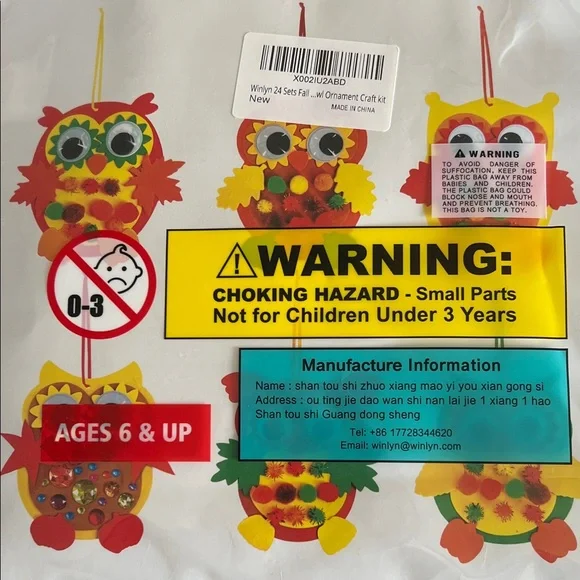 X002IU2ABD
Winlyn 24 Sets Fall ...wl Ornament Craft kit
New
MADE IN CHINA
WARNING
TO AVOID DANGER OF
SUFFOCATION, KEEP THIS
PLASTIC BAG AWAY FROM
BABIES AND CHILDREN.
THE PLASTIC BAG COULD
BLOCK NOSE AND MOUTH
AND PREVENT BREATHING.
THIS BAG IS NOT A TOY.
0-3
WARNING:
CHOKING HAZARD - Small Parts
Not for Children Under 3 Years
Manufacture Information
Name : shan tou shi zhuo xiang mao yi you xian gong si
Address : ou ting jie dao wan shi nan lai jie 1 xiang 1 hao
Shan tou shi Guang dong sheng
Tel: +86 17728344620
Email: winlyn@winlyn.com
AGES 6 & UP